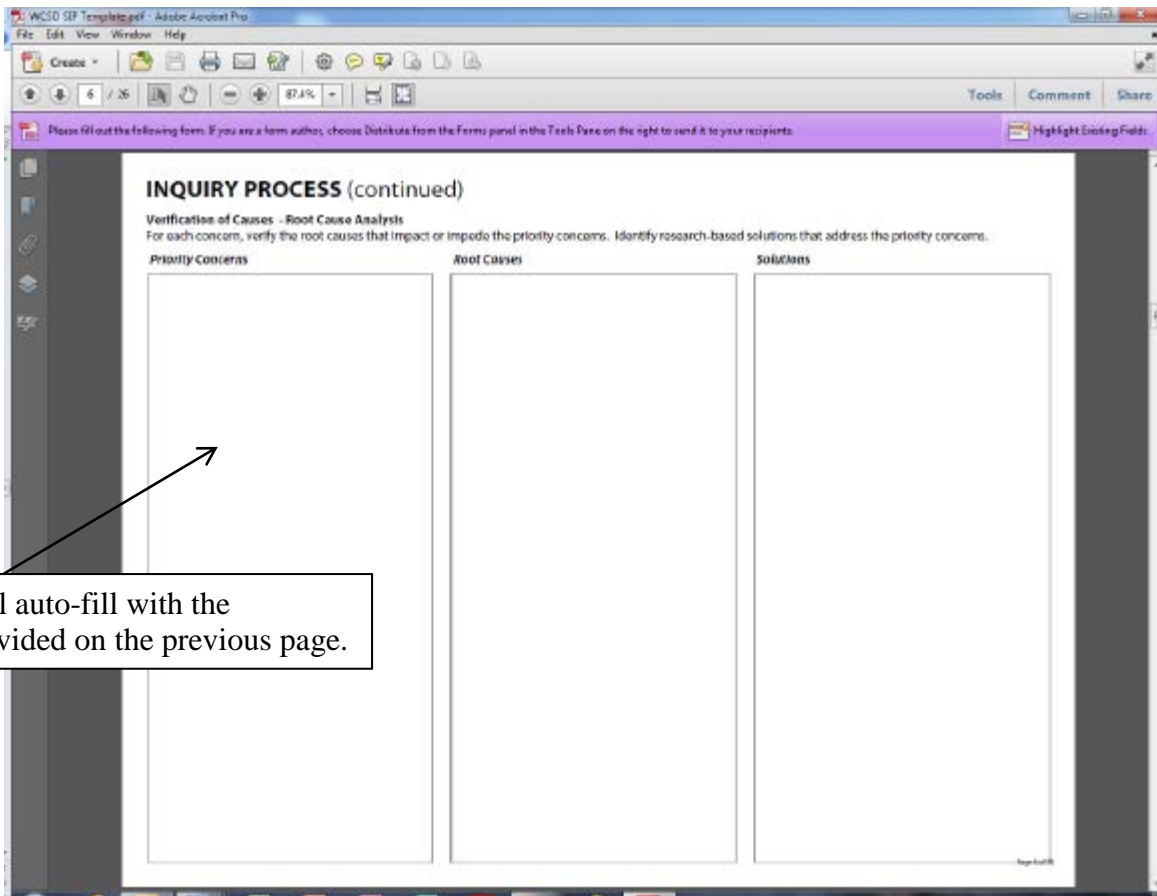 WCSD SIP Template.pdf - Adobe Acrobat Pro
File Edit View Window Help
Create
6 / 26 87.4% Tools Comment Share
Please fill out the following form. If you are a form author, choose Distribute from the Forms panel in the Tools Pane on the right to send it to your recipients. Highlight Existing Fields
INQUIRY PROCESS (continued)
Verification of Causes - Root Cause Analysis
For each concern, verify the root causes that impact or impede the priority concerns. Identify research-based solutions that address the priority concerns.
Priority Concerns Root Causes Solutions
l auto-fill with the
vided on the previous page.